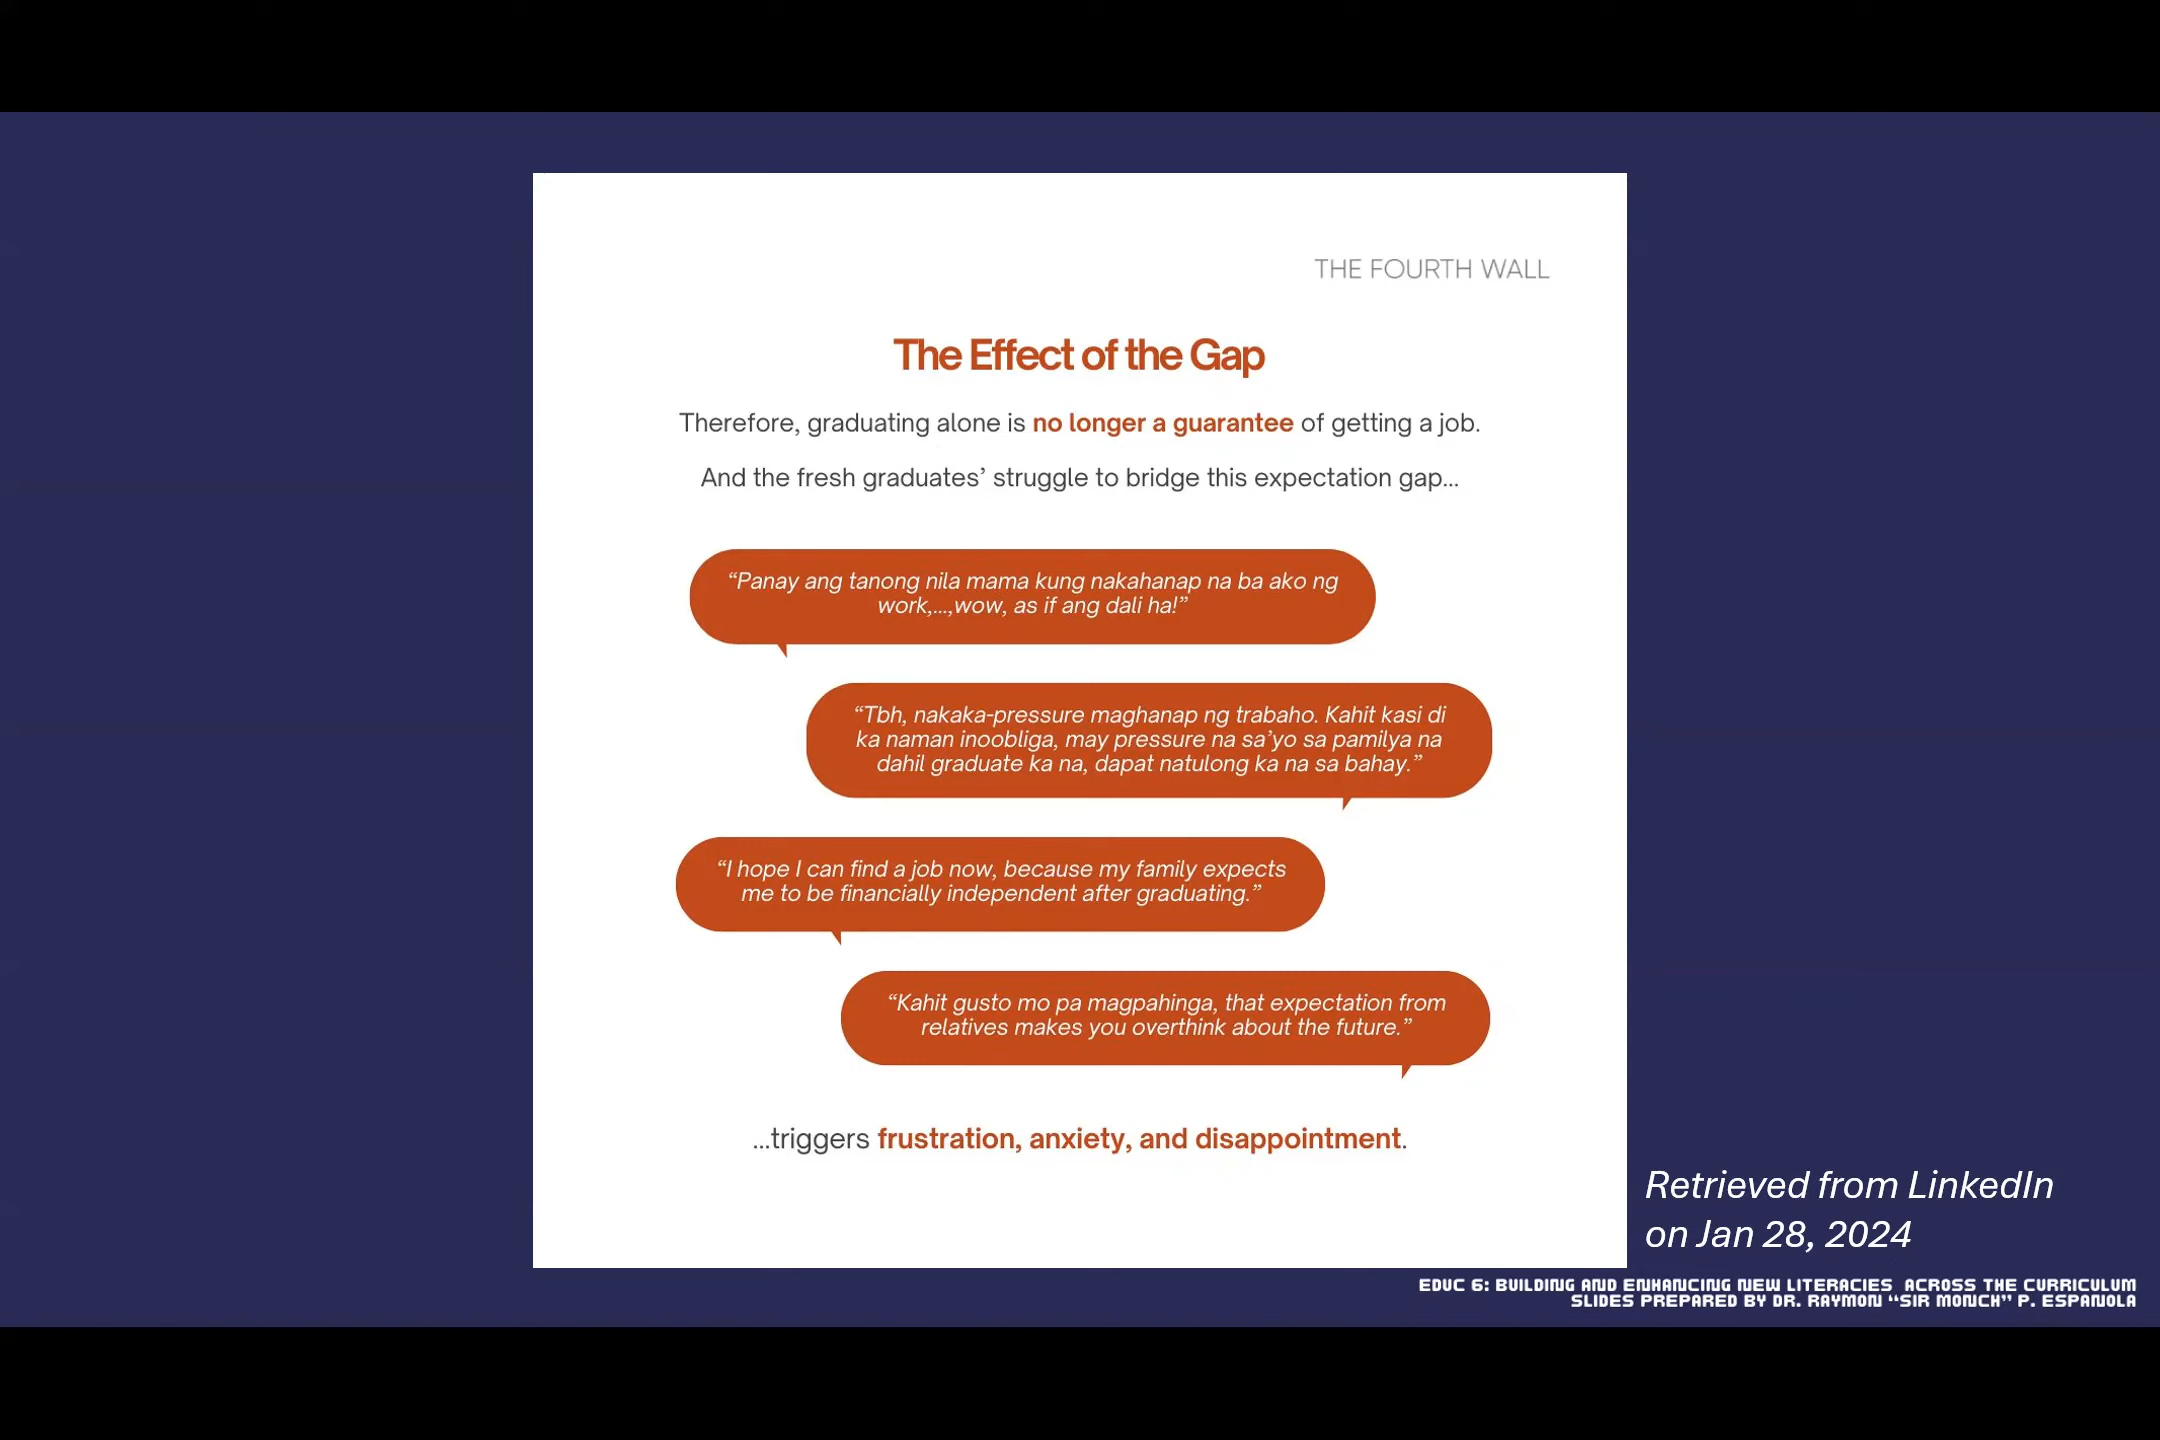 THE FOURTH WALL
The Effect of the Gap
Therefore, graduating alone is no longer a guarantee of getting a job.
And the fresh graduates’ struggle to bridge this expectation gap...
“Panay ang tanong nila mama kung nakahanap na ba ako ng
work,...,wow, as if ang dali ha!”
“Tbh, nakaka-pressure maghanap ng trabaho. Kahit kasi di
ka naman inoobliga, may pressure na sa’yo sa pamilya na
dahil graduate ka na, dapat natulong ka na sa bahay.”
“I hope I can find a job now, because my family expects
me to be financially independent after graduating.”
“Kahit gusto mo pa magpahinga, that expectation from
relatives makes you overthink about the future.”
...triggers frustration, anxiety, and disappointment.
Retrieved from LinkedIn
on Jan 28, 2024
EDUC 6: BUILDING AND ENHANCING NEW LITERACIES ACROSS THE CURRICULUM
SLIDES PREPARED BY DR. RAYMON “SIR MONCH” P. ESPANOLA